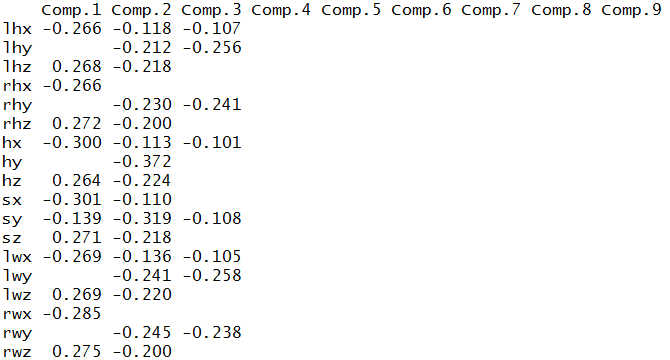 Comp.1 Comp.2 Comp.3 Comp.4 Comp.5 Comp.6 Comp.7 Comp.8 Comp.9
lhx -0.266 -0.118 -0.107
lhy        -0.212 -0.256
lhz  0.268 -0.218
rhx -0.266
rhy        -0.230 -0.241
rhz  0.272 -0.200
hx  -0.300 -0.113 -0.101
hy         -0.372
hz   0.264 -0.224
sx  -0.301 -0.110
sy  -0.139 -0.319 -0.108
sz   0.271 -0.218
lwx -0.269 -0.136 -0.105
lwy        -0.241 -0.258
lwz  0.269 -0.220
rwx -0.285
rwy        -0.245 -0.238
rwz  0.275 -0.200